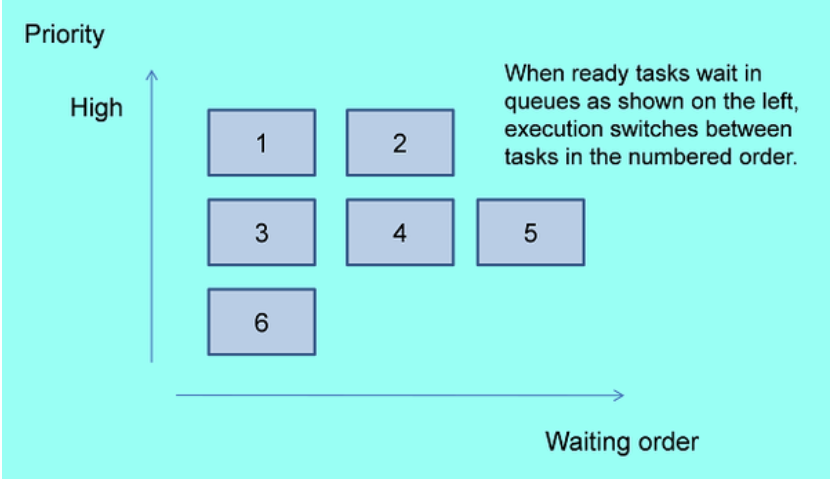 Priority
High
When ready tasks wait in
queues as shown on the left,
execution switches between
tasks in the numbered order.
1
2
3
4
5
6
Waiting order